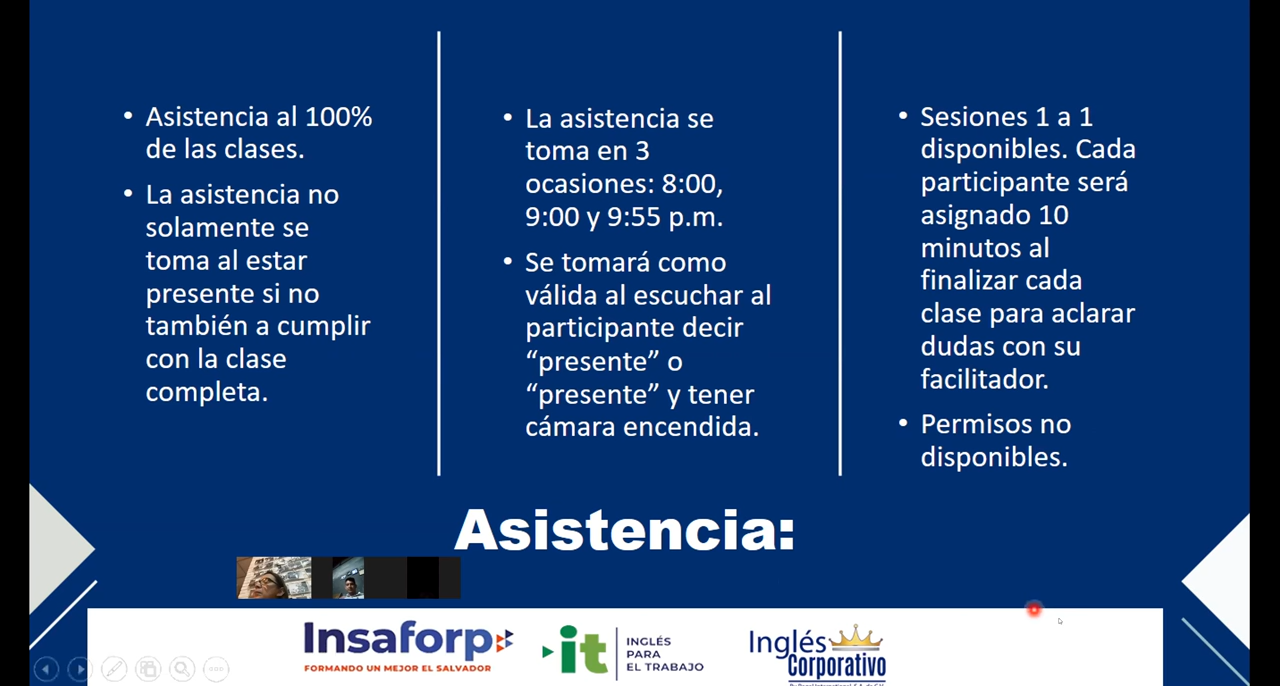 • Asistencia al 100%
de las clases.
• La asistencia no
solamente se
toma al estar
presente si no
también a cumplir
con la clase
completa.
• La asistencia se
toma en 3
ocasiones: 8:00,
9:00 y 9:55 p.m.
• Se tomará como
válida al escuchar al
participante decir
“presente” o
“presente” y tener
cámara encendida.
• Sesiones 1 a 1
disponibles. Cada
participante será
asignado 10
minutos al
finalizar cada
clase para aclarar
dudas con su
facilitador.
• Permisos no
disponibles.
Asistencia:
Insaforp
FORMANDO UN MEJOR EL SALVADOR
it
INGLÉS
PARA
EL TRABAJO
Inglés
Corporativo